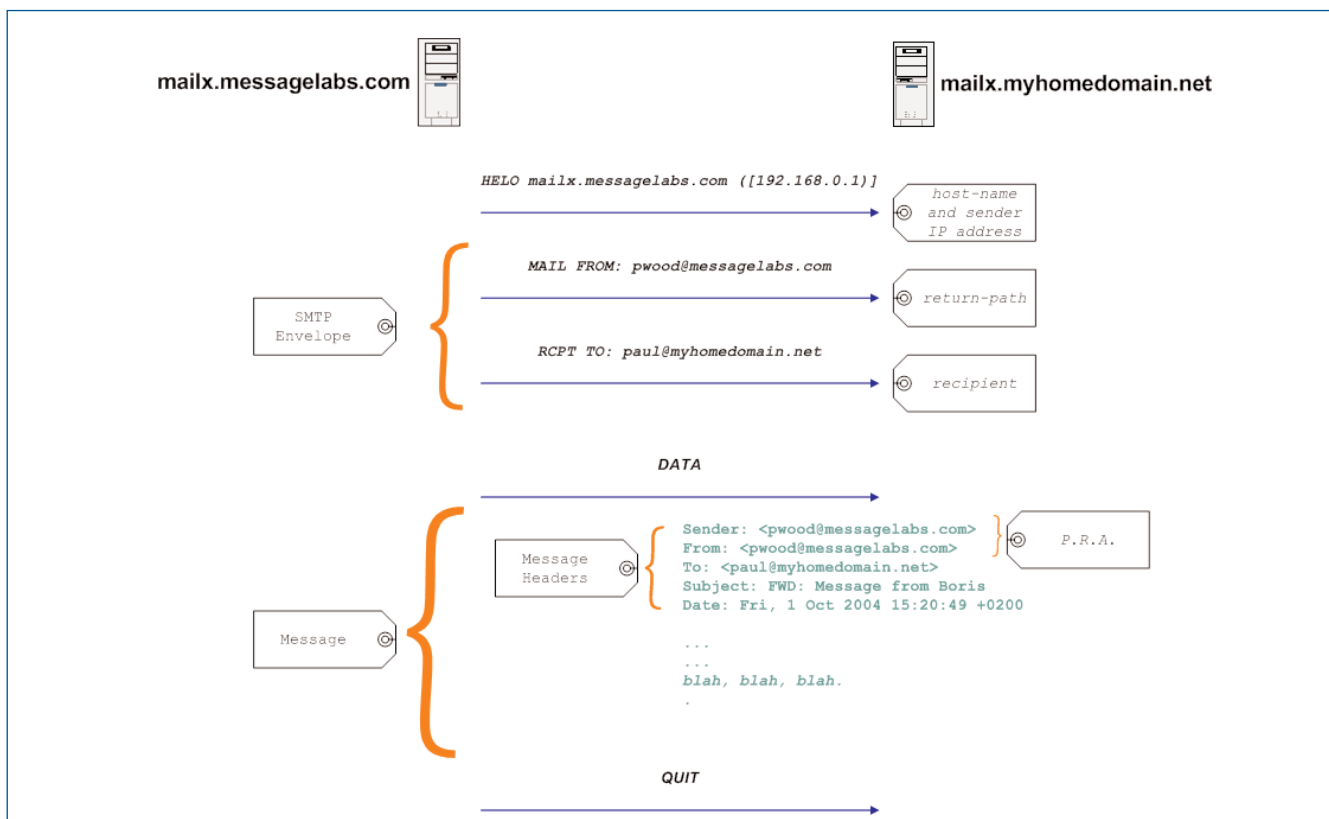 mailx.messagelabs.com
mailx.myhomedomain.net
HELO mailx.messagelabs.com ([192.168.0.1)]
host-name
and sender
IP address
MAIL FROM: pwood@messagelabs.com
return-path
SMTP
Envelope
RCPT TO: paul@myhomedomain.net
recipient
DATA
Message
Headers
Sender: <pwood@messagelabs.com>
From: <pwood@messagelabs.com>
To: <paul@myhomedomain.net>
Subject: FWD: Message from Boris
Date: Fri, 1 Oct 2004 15:20:49 +0200
P.R.A.
Message
...
...
blah, blah, blah.
.
QUIT